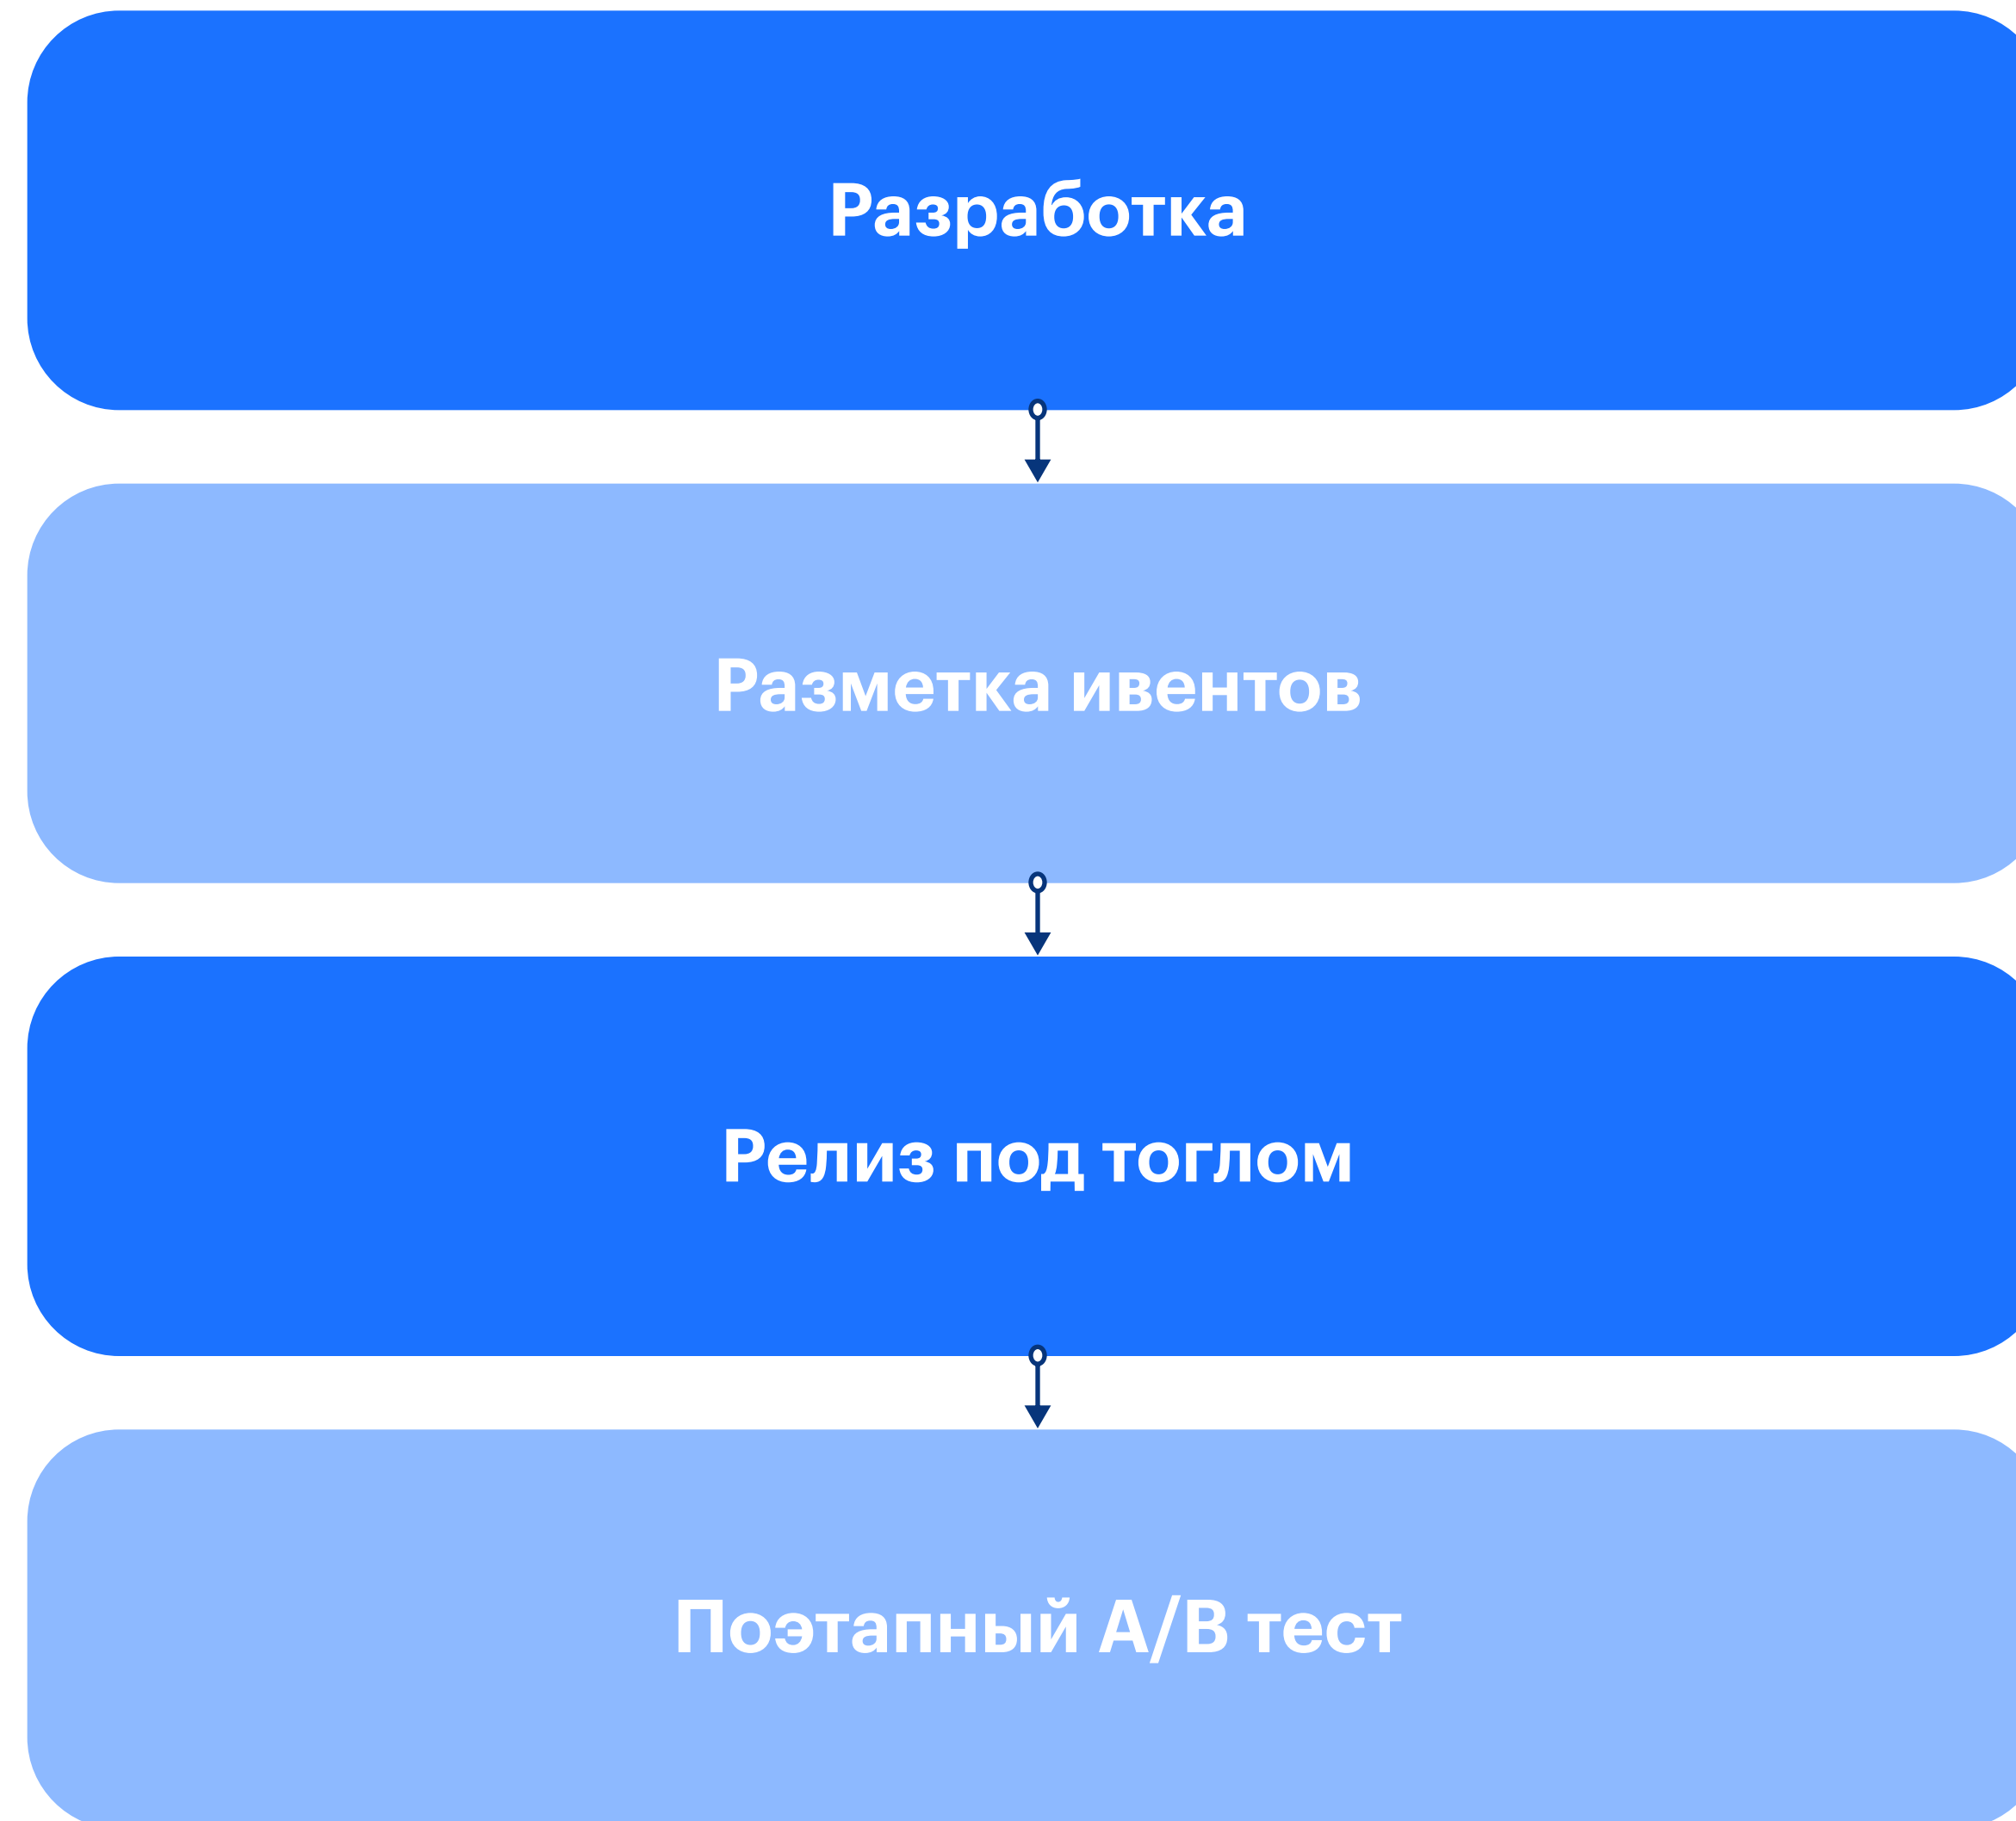 Разработка
Разметка ивентов
Релиз под тоглом
Поэтапный A/B тест